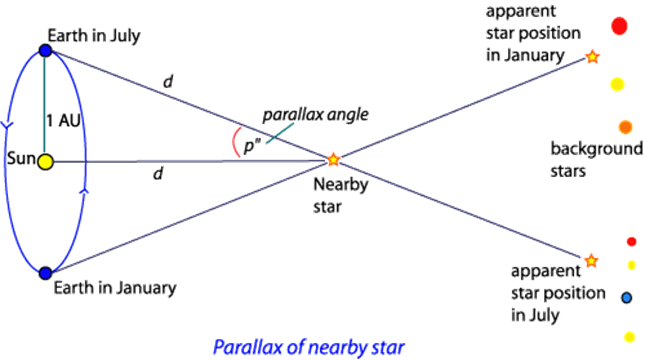 apparent
star position
in January
Earth in July
d
parallax angle
1 AU
p"
background
stars
Sun
d
Nearby
star
apparent
star position
in July
Earth in January
Parallax of nearby star